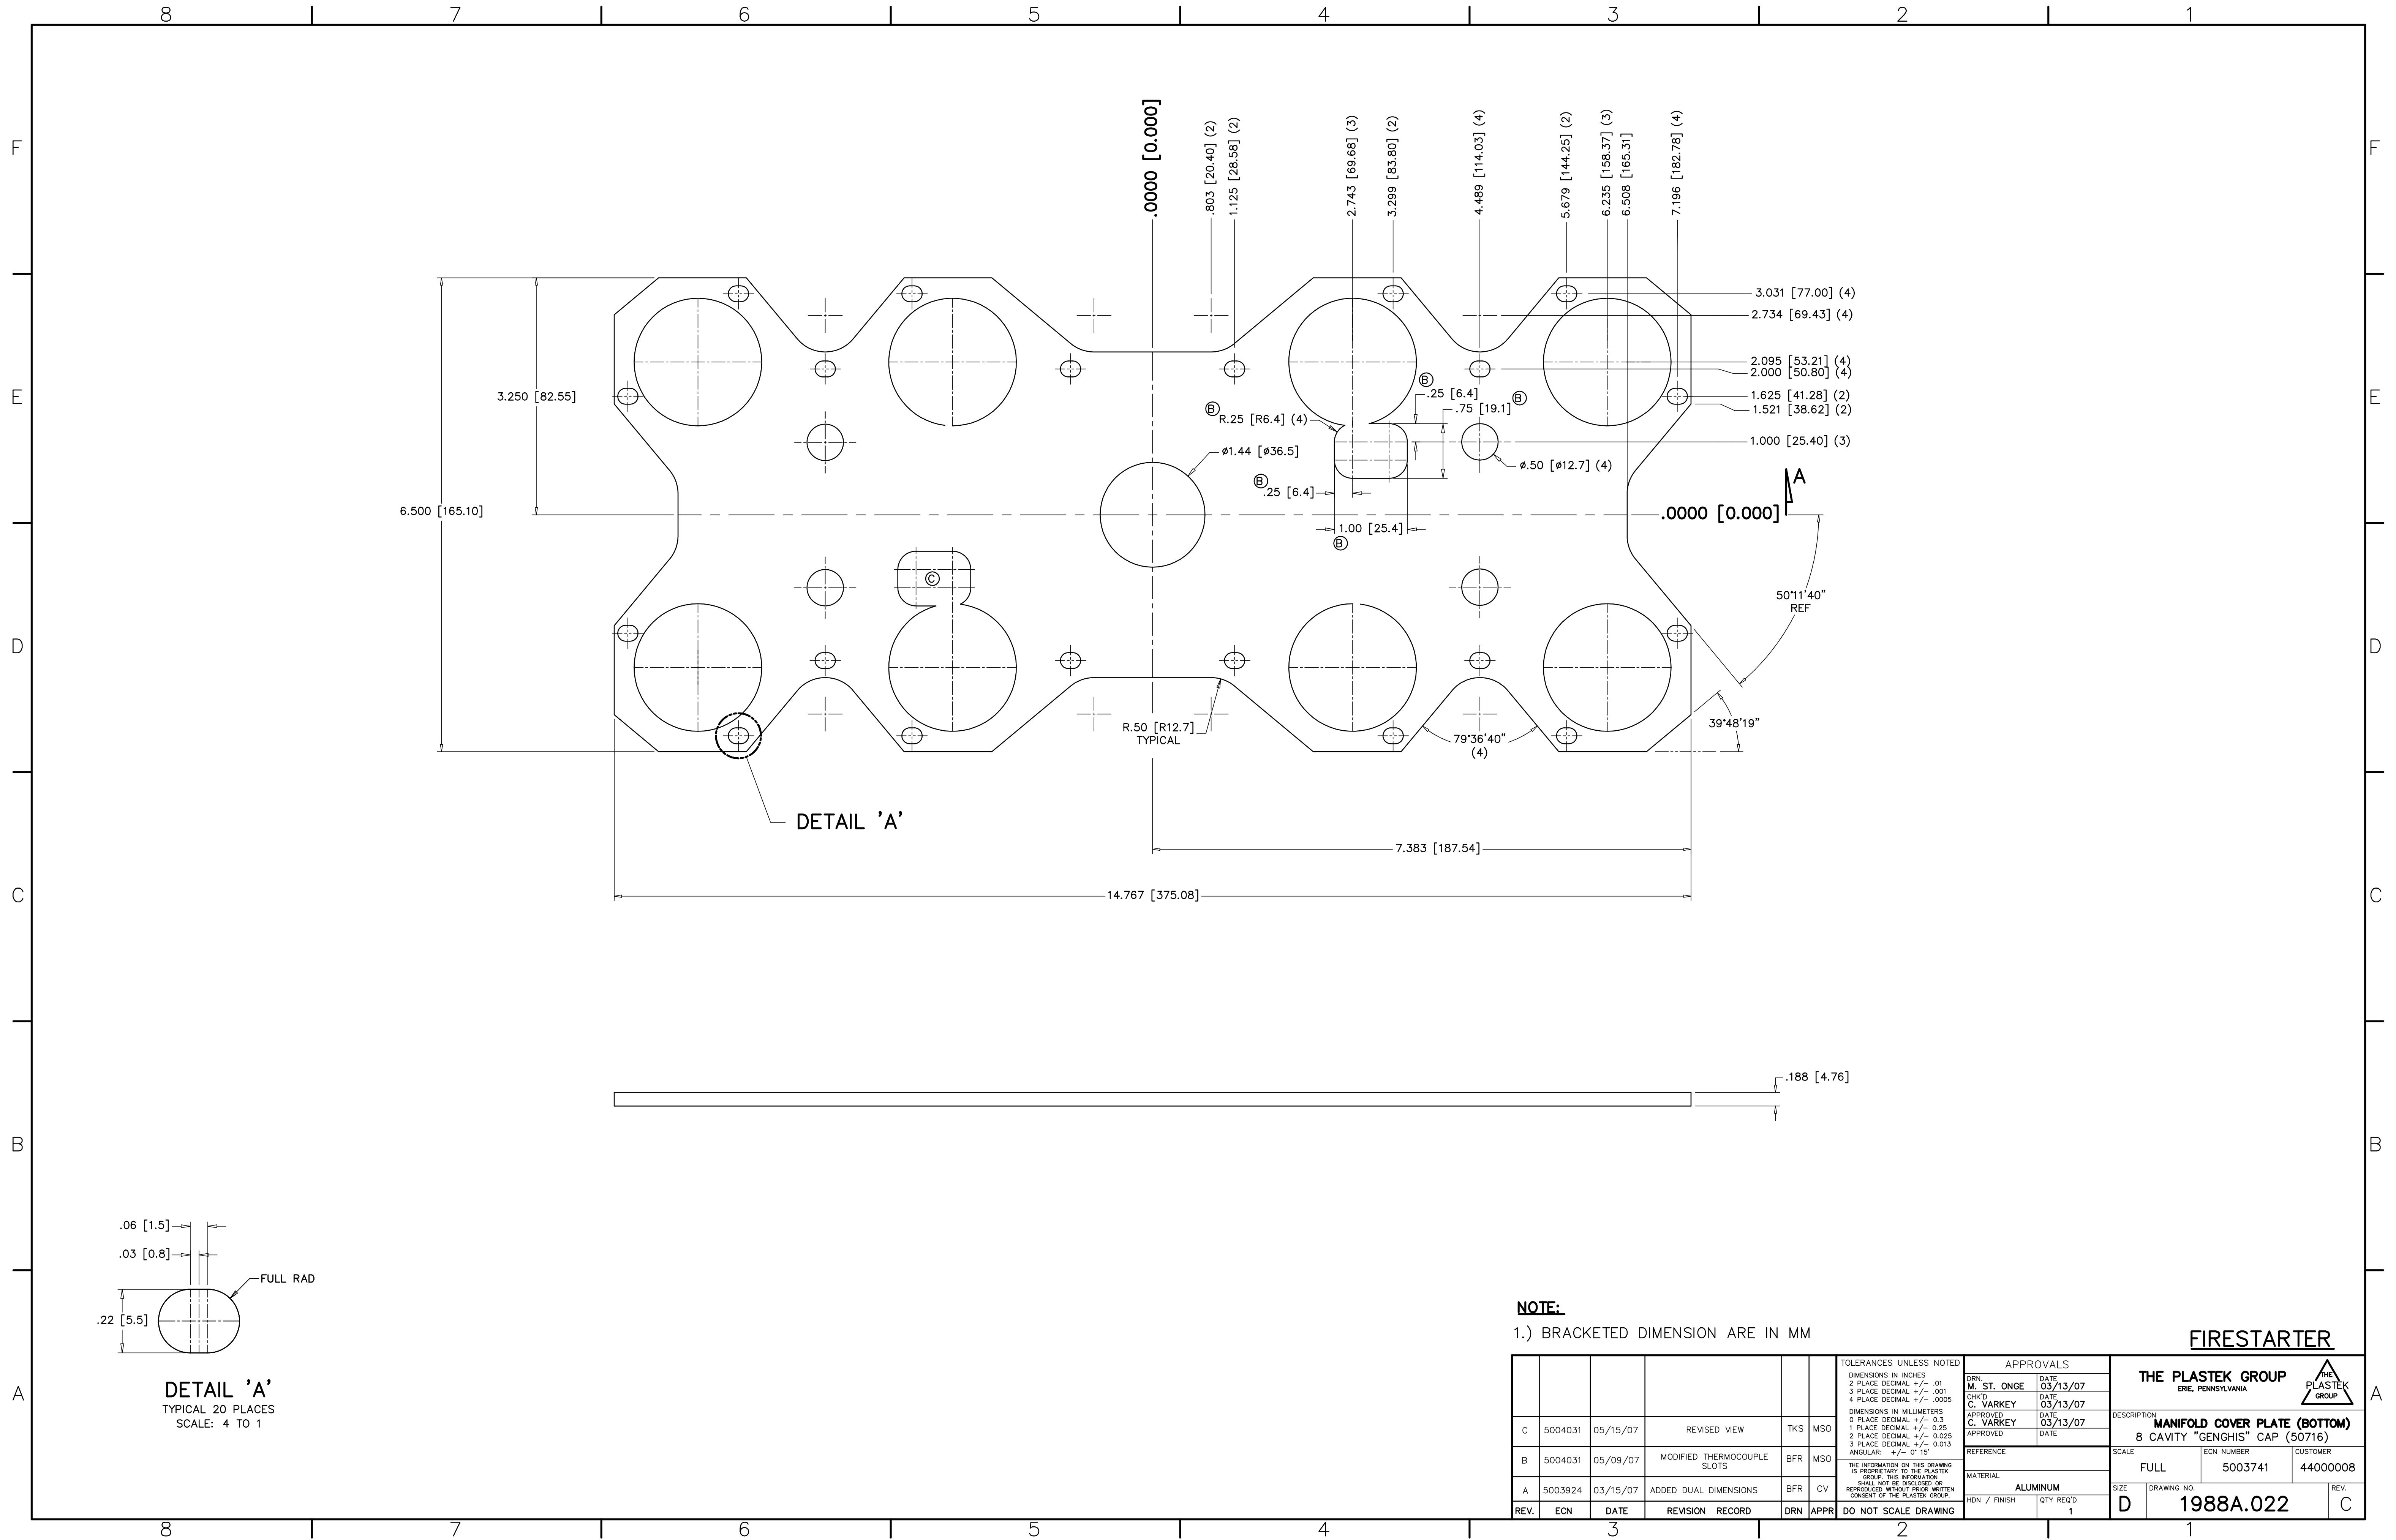 8 7 6 5 4 3 2 1
F F
E E
D D
C C
B B
A A
.0000 [0.000]
.803 [20.40] (2)
1.125 [28.58] (2)
2.743 [69.68] (3)
3.299 [83.80] (2)
4.489 [114.03] (4)
5.679 [144.25] (2)
6.235 [158.37] (3)
6.508 [165.31]
7.196 [182.78] (4)
3.031 [77.00] (4)
2.734 [69.43] (4)
2.095 [53.21] (4)
2.000 [50.80] (4)
1.625 [41.28] (2)
1.521 [38.62] (2)
1.000 [25.40] (3)
A
.0000 [0.000]
3.250 [82.55]
6.500 [165.10]
B
.25 [6.4]
.75 [19.1] B
B
R.25 [R6.4] (4)
ø1.44 [ø36.5]
ø.50 [ø12.7] (4)
B
.25 [6.4]
1.00 [25.4]
B
C
50°11'40"
REF
39°48'19"
79°36'40"
(4)
R.50 [R12.7]
TYPICAL
DETAIL 'A'
7.383 [187.54]
14.767 [375.08]
.188 [4.76]
.06 [1.5]
.03 [0.8]
FULL RAD
.22 [5.5]
DETAIL 'A'
TYPICAL 20 PLACES
SCALE: 4 TO 1
NOTE:
1.) BRACKETED DIMENSION ARE IN MM
FIRESTARTER
C 5004031 05/15/07 REVISED VIEW TKS MSO
B 5004031 05/09/07 MODIFIED THERMOCOUPLE SLOTS BFR MSO
A 5003924 03/15/07 ADDED DUAL DIMENSIONS BFR CV
REV. ECN DATE REVISION RECORD DRN APPR
TOLERANCES UNLESS NOTED
DIMENSIONS IN INCHES
2 PLACE DECIMAL +/- .01
3 PLACE DECIMAL +/- .001
4 PLACE DECIMAL +/- .0005
DIMENSIONS IN MILLIMETERS
0 PLACE DECIMAL +/- 0.3
1 PLACE DECIMAL +/- 0.25
2 PLACE DECIMAL +/- 0.025
3 PLACE DECIMAL +/- 0.013
ANGULAR: +/- 0° 15'
THE INFORMATION ON THIS DRAWING
IS PROPRIETARY TO THE PLASTEK
GROUP. THIS INFORMATION
SHALL NOT BE DISCLOSED OR
REPRODUCED WITHOUT PRIOR WRITTEN
CONSENT OF THE PLASTEK GROUP.
DO NOT SCALE DRAWING
APPROVALS
DRN. DATE
M. ST. ONGE 03/13/07
CHK'D DATE
C. VARKEY 03/13/07
APPROVED DATE
C. VARKEY 03/13/07
APPROVED DATE
REFERENCE
MATERIAL
ALUMINUM
HDN / FINISH QTY REQ'D
1
THE PLASTEK GROUP
ERIE, PENNSYLVANIA
THE
PLASTEK
GROUP
DESCRIPTION
MANIFOLD COVER PLATE (BOTTOM)
8 CAVITY "GENGHIS" CAP (50716)
SCALE ECN NUMBER CUSTOMER
FULL 5003741 44000008
SIZE DRAWING NO. REV.
D 1988A.022 C
8 7 6 5 4 3 2 1